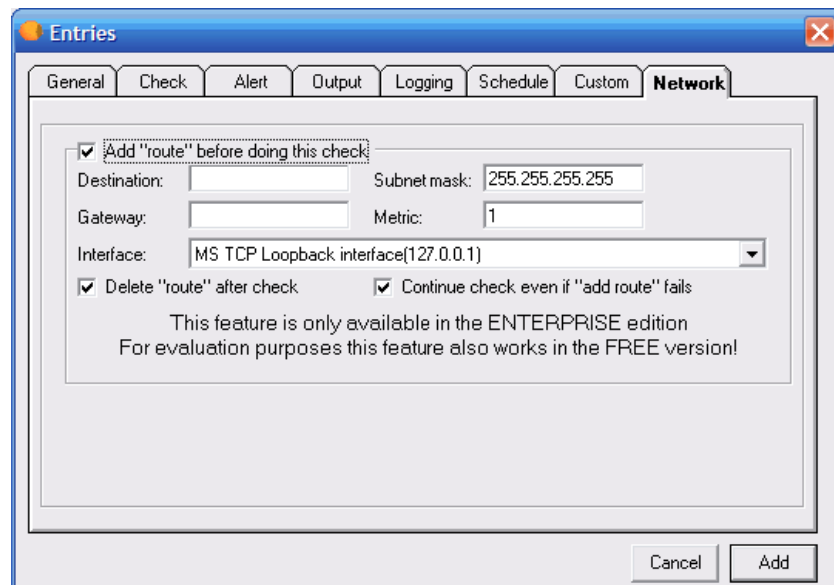 Entries
General Check Alert Output Logging Schedule Custom Network
Add "route" before doing this check
Destination: Subnet mask: 255.255.255.255
Gateway: Metric: 1
Interface: MS TCP Loopback interface(127.0.0.1)
Delete "route" after check Continue check even if "add route" fails
This feature is only available in the ENTERPRISE edition
For evaluation purposes this feature also works in the FREE version!
Cancel Add